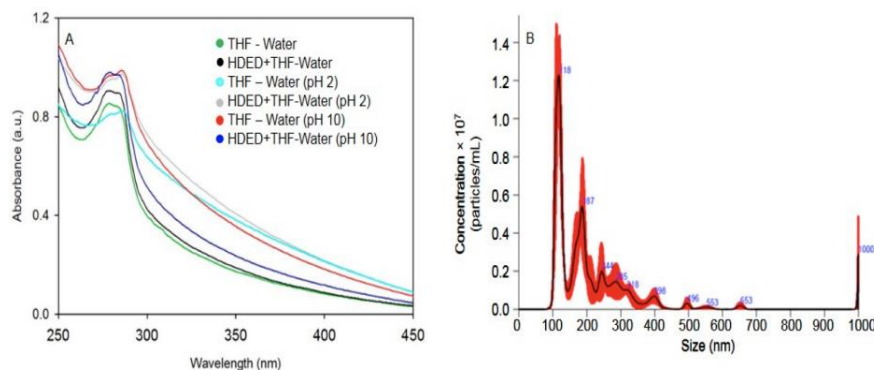 A
THF - Water
HDED+THF-Water
THF – Water (pH 2)
HDED+THF-Water (pH 2)
THF – Water (pH 10)
HDED+THF-Water (pH 10)
1.2
0.8
0.4
0.0
Absorbance (a.u.)
250 300 350 400 450
Wavelength (nm)
B
1.4
1.2
1.0
0.8
0.6
0.4
0.2
0.0
Concentration × 10⁷
(particles/mL)
118
187
244
318
398
496
553
653
1000
0 100 200 300 400 500 600 700 800 900 1000
Size (nm)